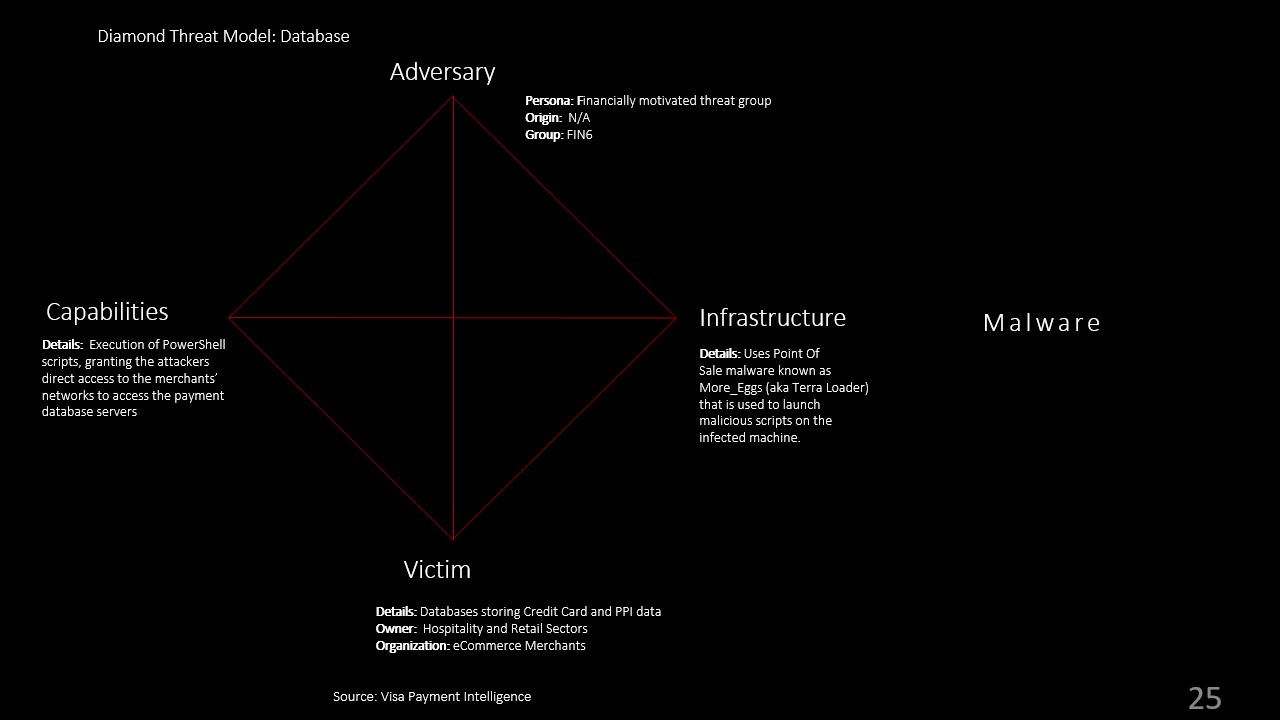 Diamond Threat Model: Database
Adversary
Persona: Financially motivated threat group
Origin:  N/A
Group: FIN6
Capabilities
Details:  Execution of PowerShell
scripts, granting the attackers
direct access to the merchants’
networks to access the payment
database servers
Infrastructure
Details: Uses Point Of
Sale malware known as
More_Eggs (aka Terra Loader)
that is used to launch
malicious scripts on the
infected machine.
Malware
Victim
Details: Databases storing Credit Card and PPI data
Owner:  Hospitality and Retail Sectors
Organization: eCommerce Merchants
Source: Visa Payment Intelligence
25